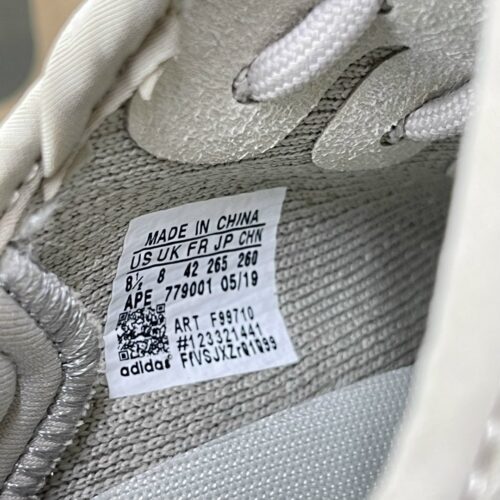 MADE IN CHINA
US UK FR JP CHN
8½ 8 42 265 260
APE 779001 05/19
ART F99710
#123321441
adidas